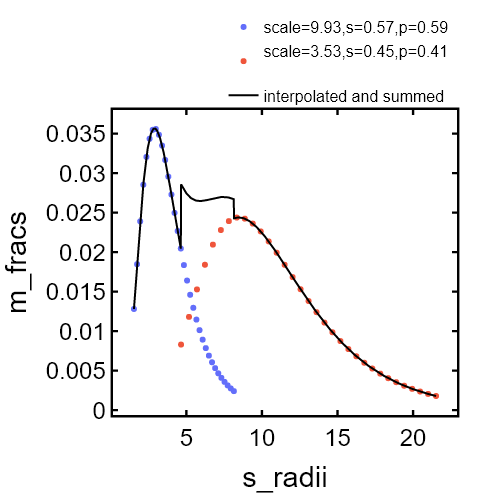 scale=9.93,s=0.57,p=0.59
scale=3.53,s=0.45,p=0.41
interpolated and summed
0.035
0.03
0.025
0.02
0.015
0.01
0.005
0
m_fracs
5 10 15 20
s_radii